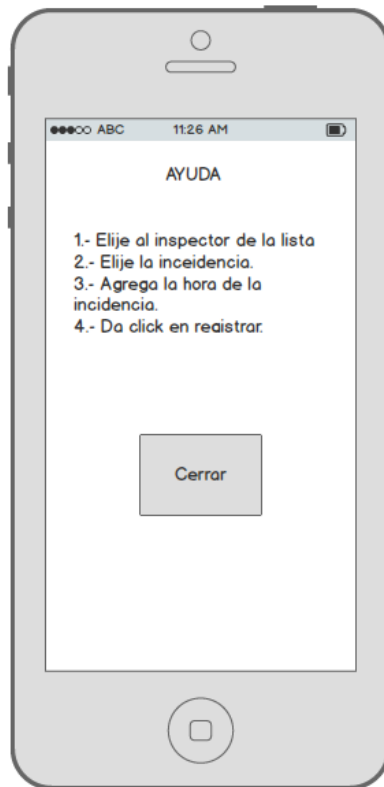 ABC 11:26 AM
AYUDA
1.- Elije al inspector de la lista
2.- Elije la inceidencia.
3.- Agrega la hora de la
incidencia.
4.- Da click en registrar.
Cerrar